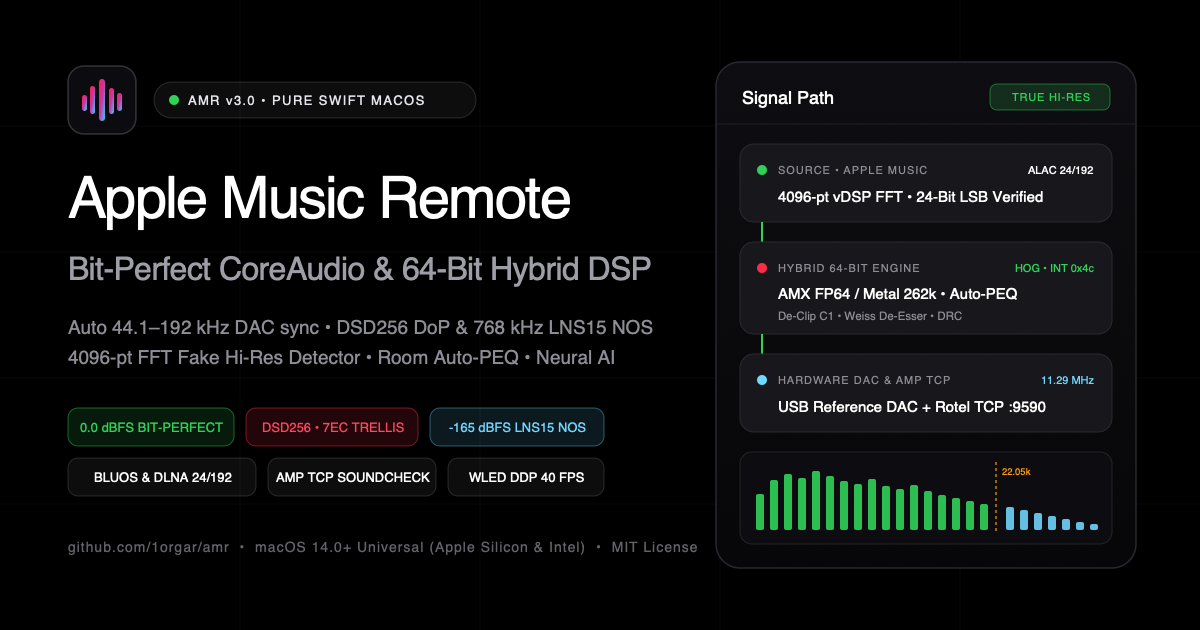 AMR v3.0 • PURE SWIFT MACOS
Apple Music Remote
Bit-Perfect CoreAudio & 64-Bit Hybrid DSP
Auto 44.1–192 kHz DAC sync • DSD256 DoP & 768 kHz LNS15 NOS
4096-pt FFT Fake Hi-Res Detector • Room Auto-PEQ • Neural AI
0.0 dBFS BIT-PERFECT
DSD256 • 7EC TRELLIS
-165 dBFS LNS15 NOS
BLUOS & DLNA 24/192
AMP TCP SOUNDCHECK
WLED DDP 40 FPS
github.com/1orgar/amr • macOS 14.0+ Universal (Apple Silicon & Intel) • MIT License
Signal Path
TRUE HI-RES
SOURCE • APPLE MUSIC
ALAC 24/192
4096-pt vDSP FFT • 24-Bit LSB Verified
HYBRID 64-BIT ENGINE
HOG • INT 0x4c
AMX FP64 / Metal 262k • Auto-PEQ
De-Clip C1 • Weiss De-Esser • DRC
HARDWARE DAC & AMP TCP
11.29 MHz
USB Reference DAC + Rotel TCP :9590
22.05k